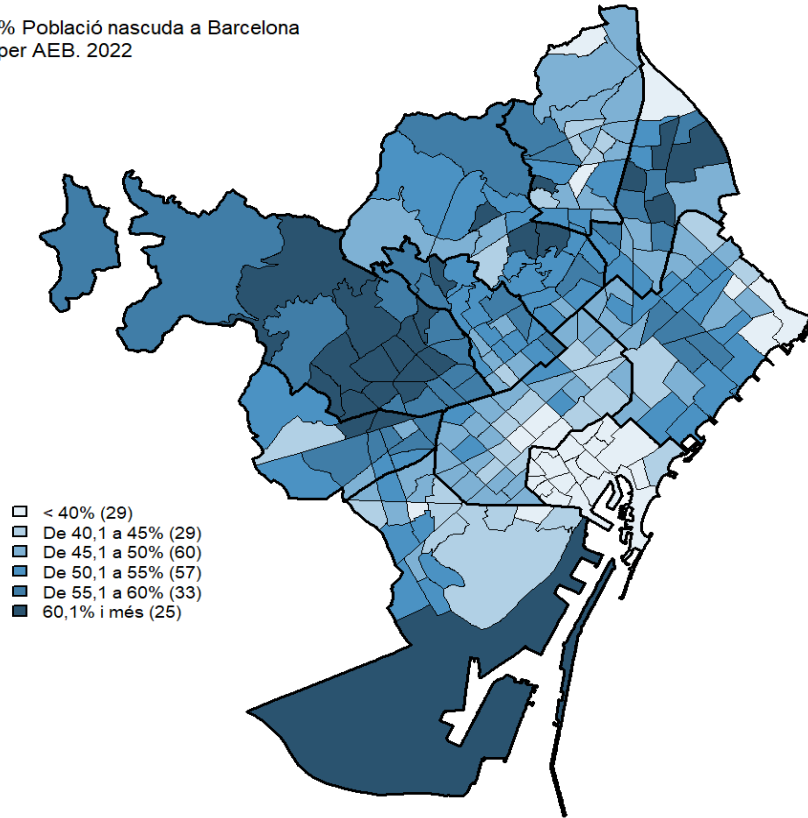 % Població nascuda a Barcelona
per AEB. 2022
< 40% (29)
De 40,1 a 45% (29)
De 45,1 a 50% (60)
De 50,1 a 55% (57)
De 55,1 a 60% (33)
60,1% i més (25)